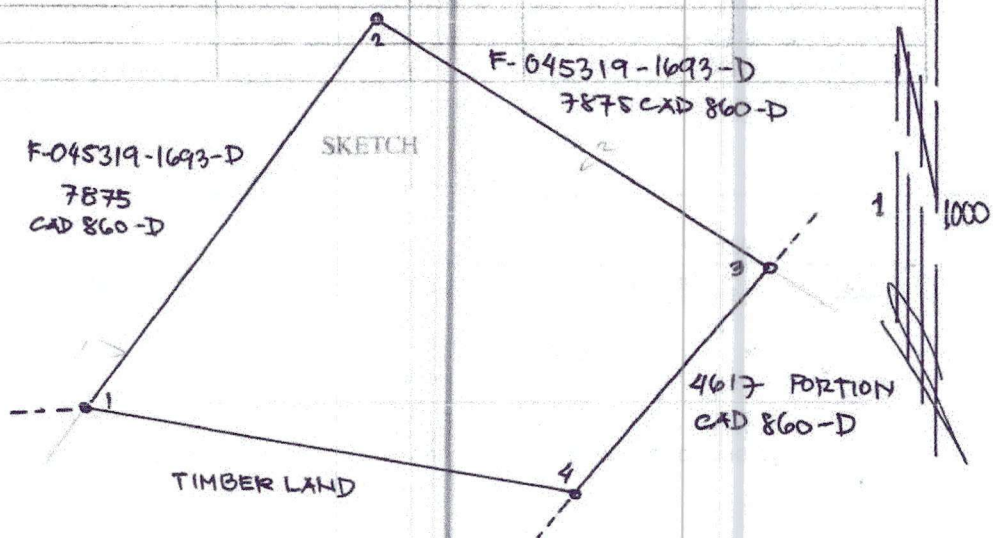 2
F-045319-1693-D
7875 CAD 860-D
SKETCH
F-045319-1693-D
7875
CAD 860-D
2
1
1000
3
4617 PORTION
CAD 860-D
1
4
TIMBER LAND